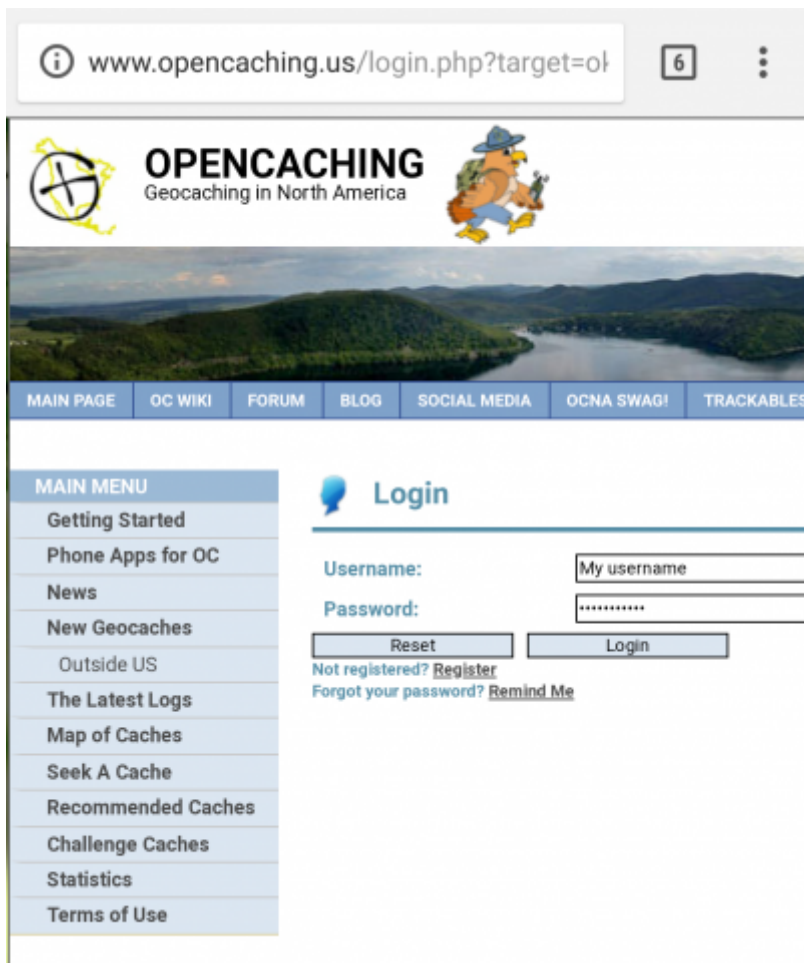 www.opencaching.us/login.php?target=ok
6
OPENCACHING
Geocaching in North America
MAIN PAGE OC WIKI FORUM BLOG SOCIAL MEDIA OCNA SWAG! TRACKABLES
MAIN MENU
Getting Started
Phone Apps for OC
News
New Geocaches
Outside US
The Latest Logs
Map of Caches
Seek A Cache
Recommended Caches
Challenge Caches
Statistics
Terms of Use
Login
Username: My username
Password: ···········
Reset Login
Not registered? Register
Forgot your password? Remind Me